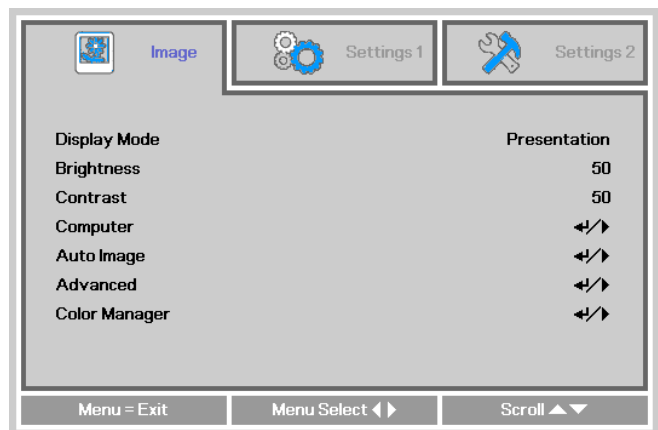 Image Settings 1 Settings 2
Display Mode Presentation
Brightness 50
Contrast 50
Computer
Auto Image
Advanced
Color Manager
Menu = Exit Menu Select Scroll